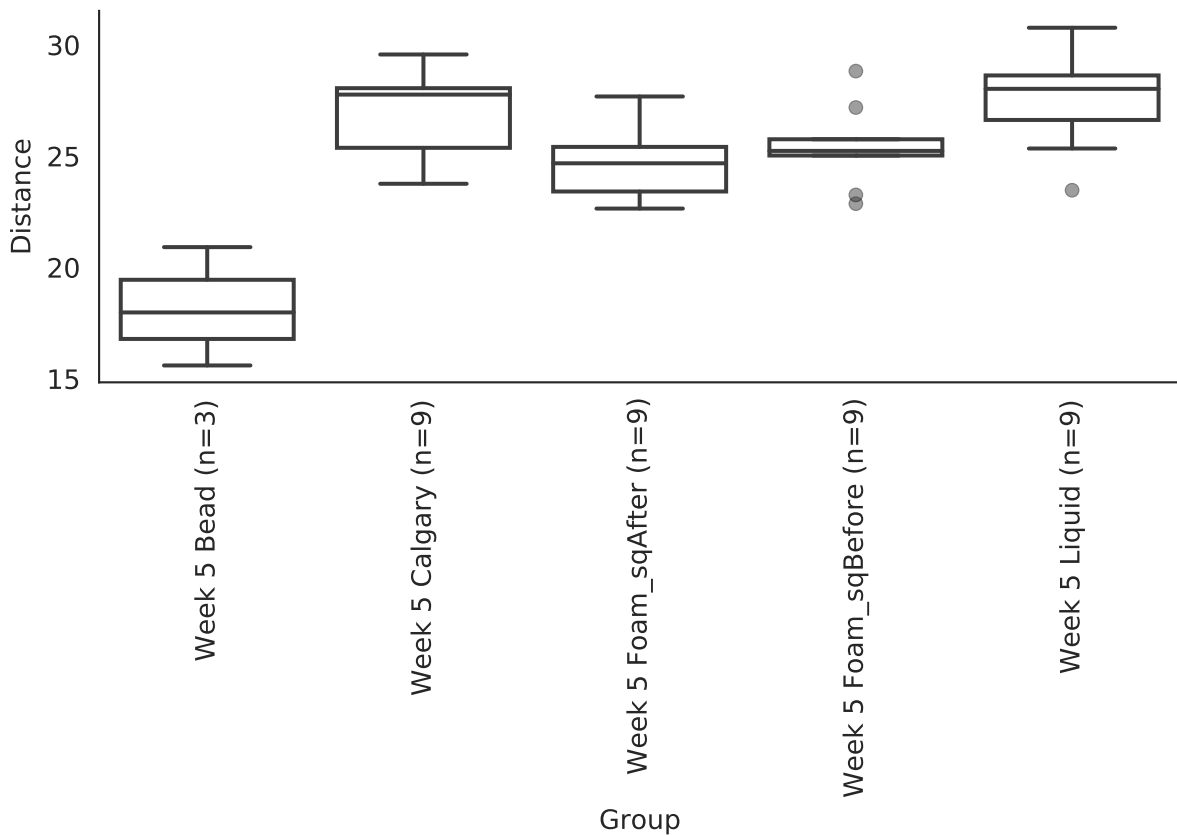 30
25
20
15
Distance
Week 5 Bead (n=3)
Week 5 Calgary (n=9)
Week 5 Foam_sqAfter (n=9)
Week 5 Foam_sqBefore (n=9)
Week 5 Liquid (n=9)
Group